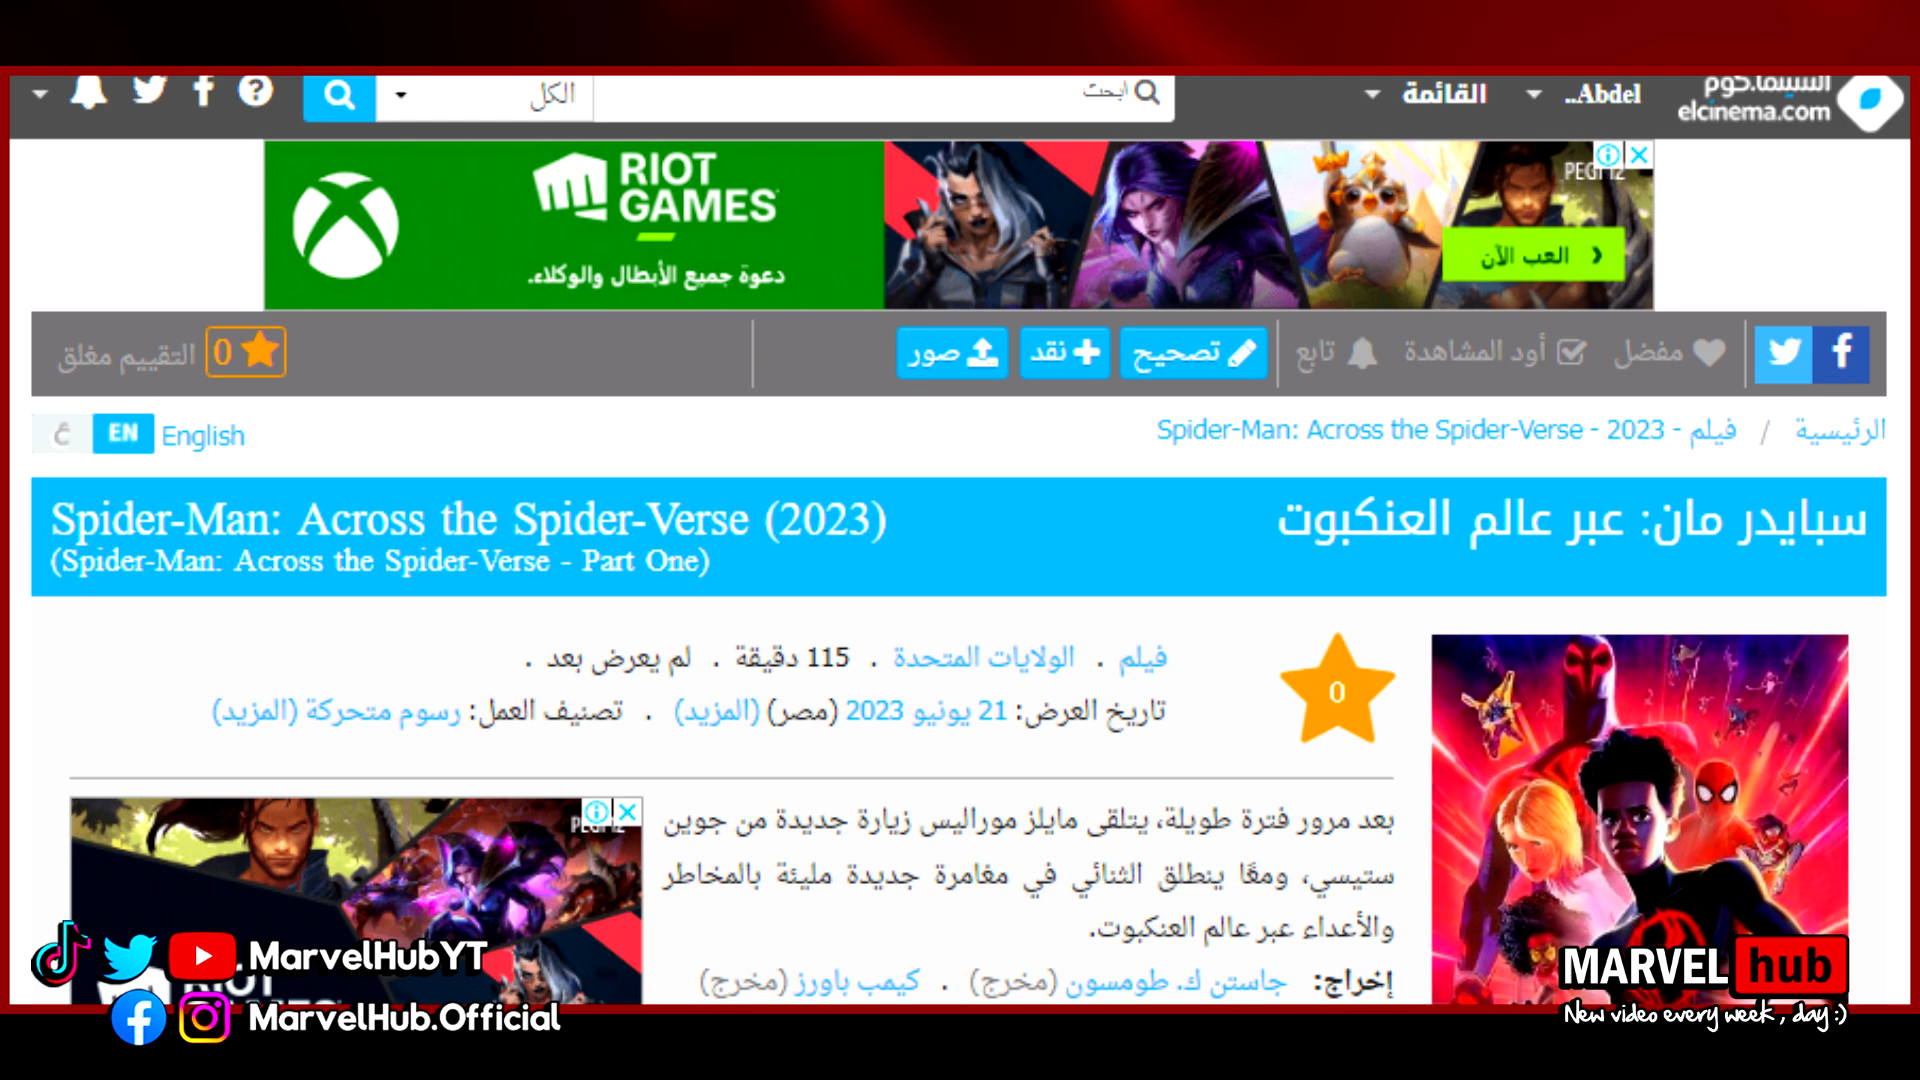 السينما.كوم
elcinema.com
Abdel..
القائمة
ابحث
الكل
RIOT
GAMES
دعوة جميع الأبطال والوكلاء.
PEGI 12
العب الآن
مفضل
أود المشاهدة
تابع
تصحيح
نقد
صور
0
التقييم مغلق
الرئيسية / فيلم - Spider-Man: Across the Spider-Verse - 2023
English
EN
ع
سبايدر مان: عبر عالم العنكبوت
Spider-Man: Across the Spider-Verse (2023)
(Spider-Man: Across the Spider-Verse - Part One)
فيلم . الولايات المتحدة . 115 دقيقة . لم يعرض بعد .
0
تاريخ العرض: 21 يونيو 2023 (مصر) (المزيد) . تصنيف العمل: رسوم متحركة (المزيد)
PEGI 12
بعد مرور فترة طويلة، يتلقى مايلز موراليس زيارة جديدة من جوين
ستيسي، ومعًا ينطلق الثنائي في مغامرة جديدة مليئة بالمخاطر
والأعداء عبر عالم العنكبوت.
إخراج: جاستن ك. طومسون (مخرج) . كيمب باورز (مخرج)
MarvelHubYT
MarvelHub.Official
MARVEL hub
New video every week , day :)